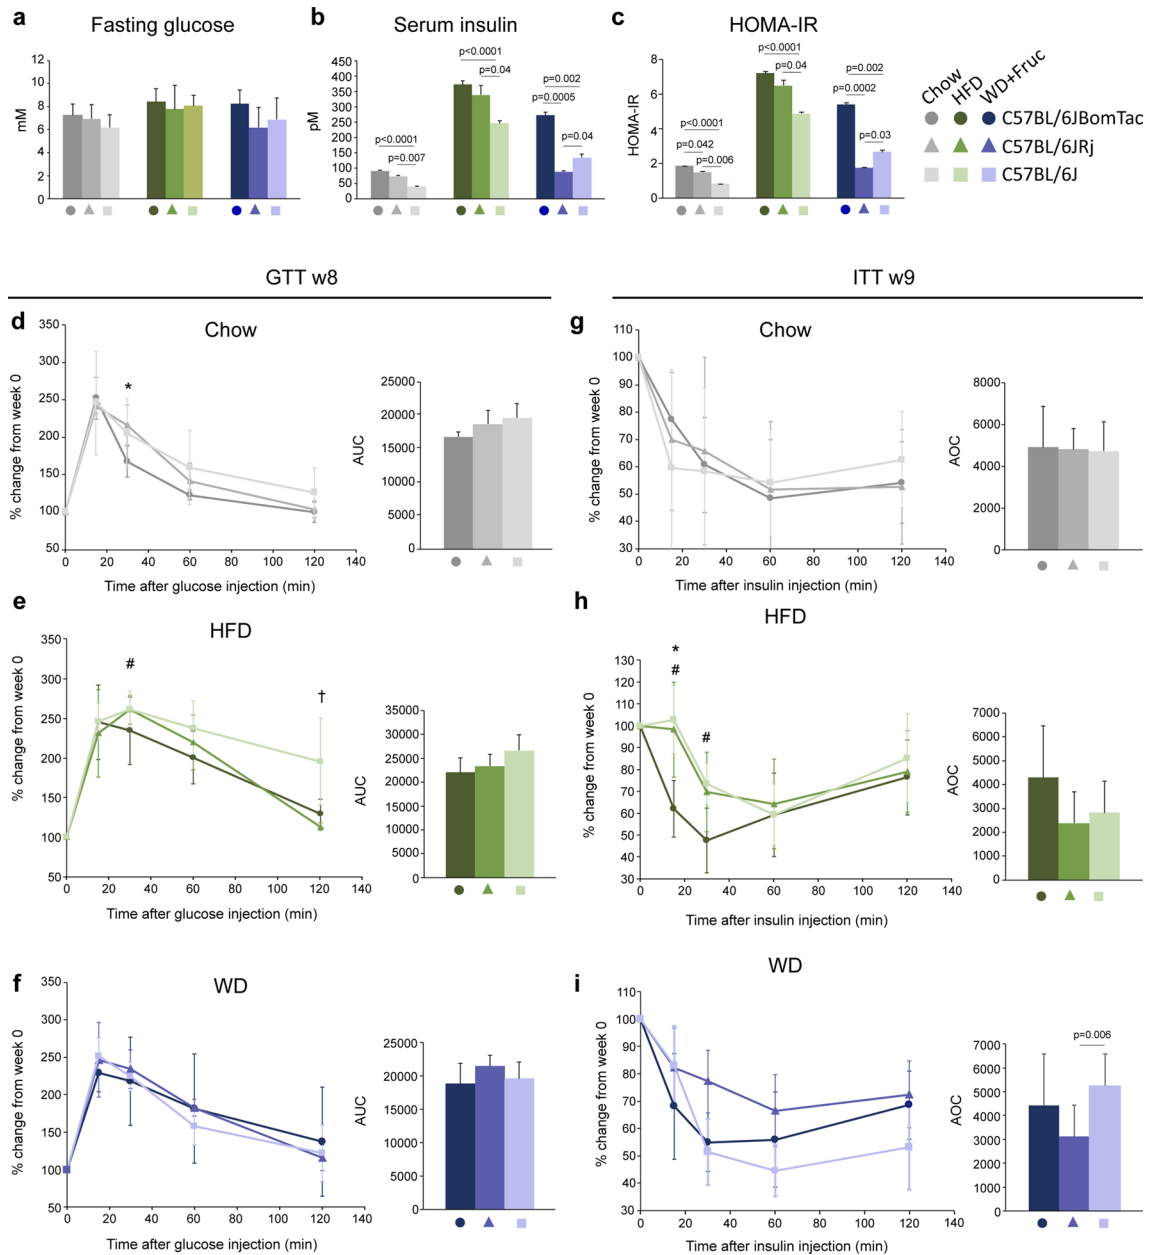 a Fasting glucose
b Serum insulin
c HOMA-IR
mM
12
10
8
6
4
2
0
pM
450
400
350
300
250
200
150
100
50
0
p<0.0001
p=0.007
p<0.0001
p=0.04
p=0.002
p=0.0005
p=0.04
HOMA-IR
8
6
4
2
0
p<0.0001
p=0.042
p=0.006
p<0.0001
p=0.04
p=0.002
p=0.0002
p=0.03
Chow HFD WD+Fruc
C57BL/6JBomTac
C57BL/6JRj
C57BL/6J
GTT w8
ITT w9
d Chow
% change from week 0
350
300
250
200
150
100
50
*
0 20 40 60 80 100 120 140
Time after glucose injection (min)
AUC
25000
20000
15000
10000
5000
0
g Chow
% change from week 0
110
100
90
80
70
60
50
40
30
0 20 40 60 80 100 120 140
Time after insulin injection (min)
AOC
8000
6000
4000
2000
0
e HFD
% change from week 0
350
300
250
200
150
100
50
#
†
0 20 40 60 80 100 120 140
Time after glucose injection (min)
AUC
35000
30000
25000
20000
15000
10000
5000
0
h HFD
% change from week 0
130
120
110
100
90
80
70
60
50
40
30
*
#
#
0 20 40 60 80 100 120 140
Time after insulin injection (min)
AOC
7000
6000
5000
4000
3000
2000
1000
0
f WD
% change from week 0
350
300
250
200
150
100
50
0 20 40 60 80 100 120 140
Time after glucose injection (min)
AUC
25000
20000
15000
10000
5000
0
i WD
% change from week 0
110
100
90
80
70
60
50
40
30
0 20 40 60 80 100 120 140
Time after insulin injection (min)
AOC
7000
6000
5000
4000
3000
2000
1000
0
p=0.006